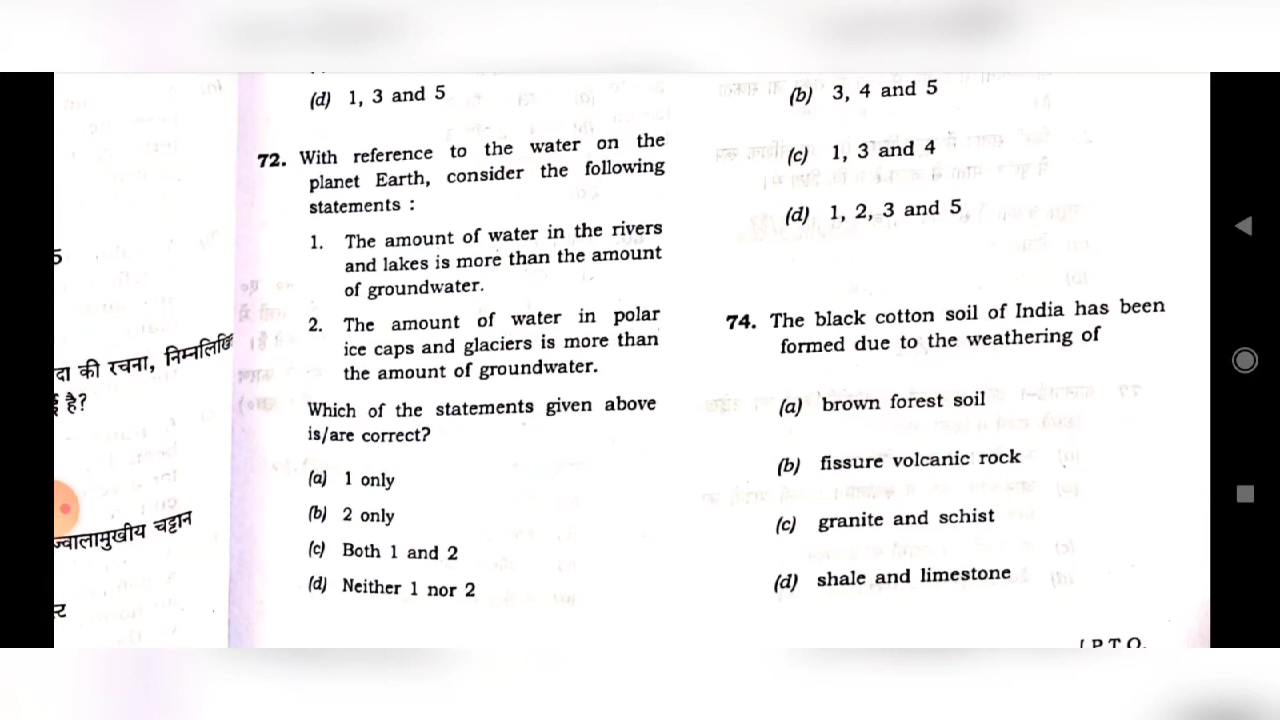 (d) 1, 3 and 5
72. With reference to the water on the
planet Earth, consider the following
statements :
1. The amount of water in the rivers
and lakes is more than the amount
of groundwater.
2. The amount of water in polar
ice caps and glaciers is more than
the amount of groundwater.
Which of the statements given above
is/are correct?
(a) 1 only
(b) 2 only
(c) Both 1 and 2
(d) Neither 1 nor 2
(b) 3, 4 and 5
(c) 1, 3 and 4
(d) 1, 2, 3 and 5
74. The black cotton soil of India has been
formed due to the weathering of
(a) brown forest soil
(b) fissure volcanic rock
(c) granite and schist
(d) shale and limestone
[ P.T.O.
5
की रचना, निम्नलिखि
है?
ज्वालामुखीय चट्टान